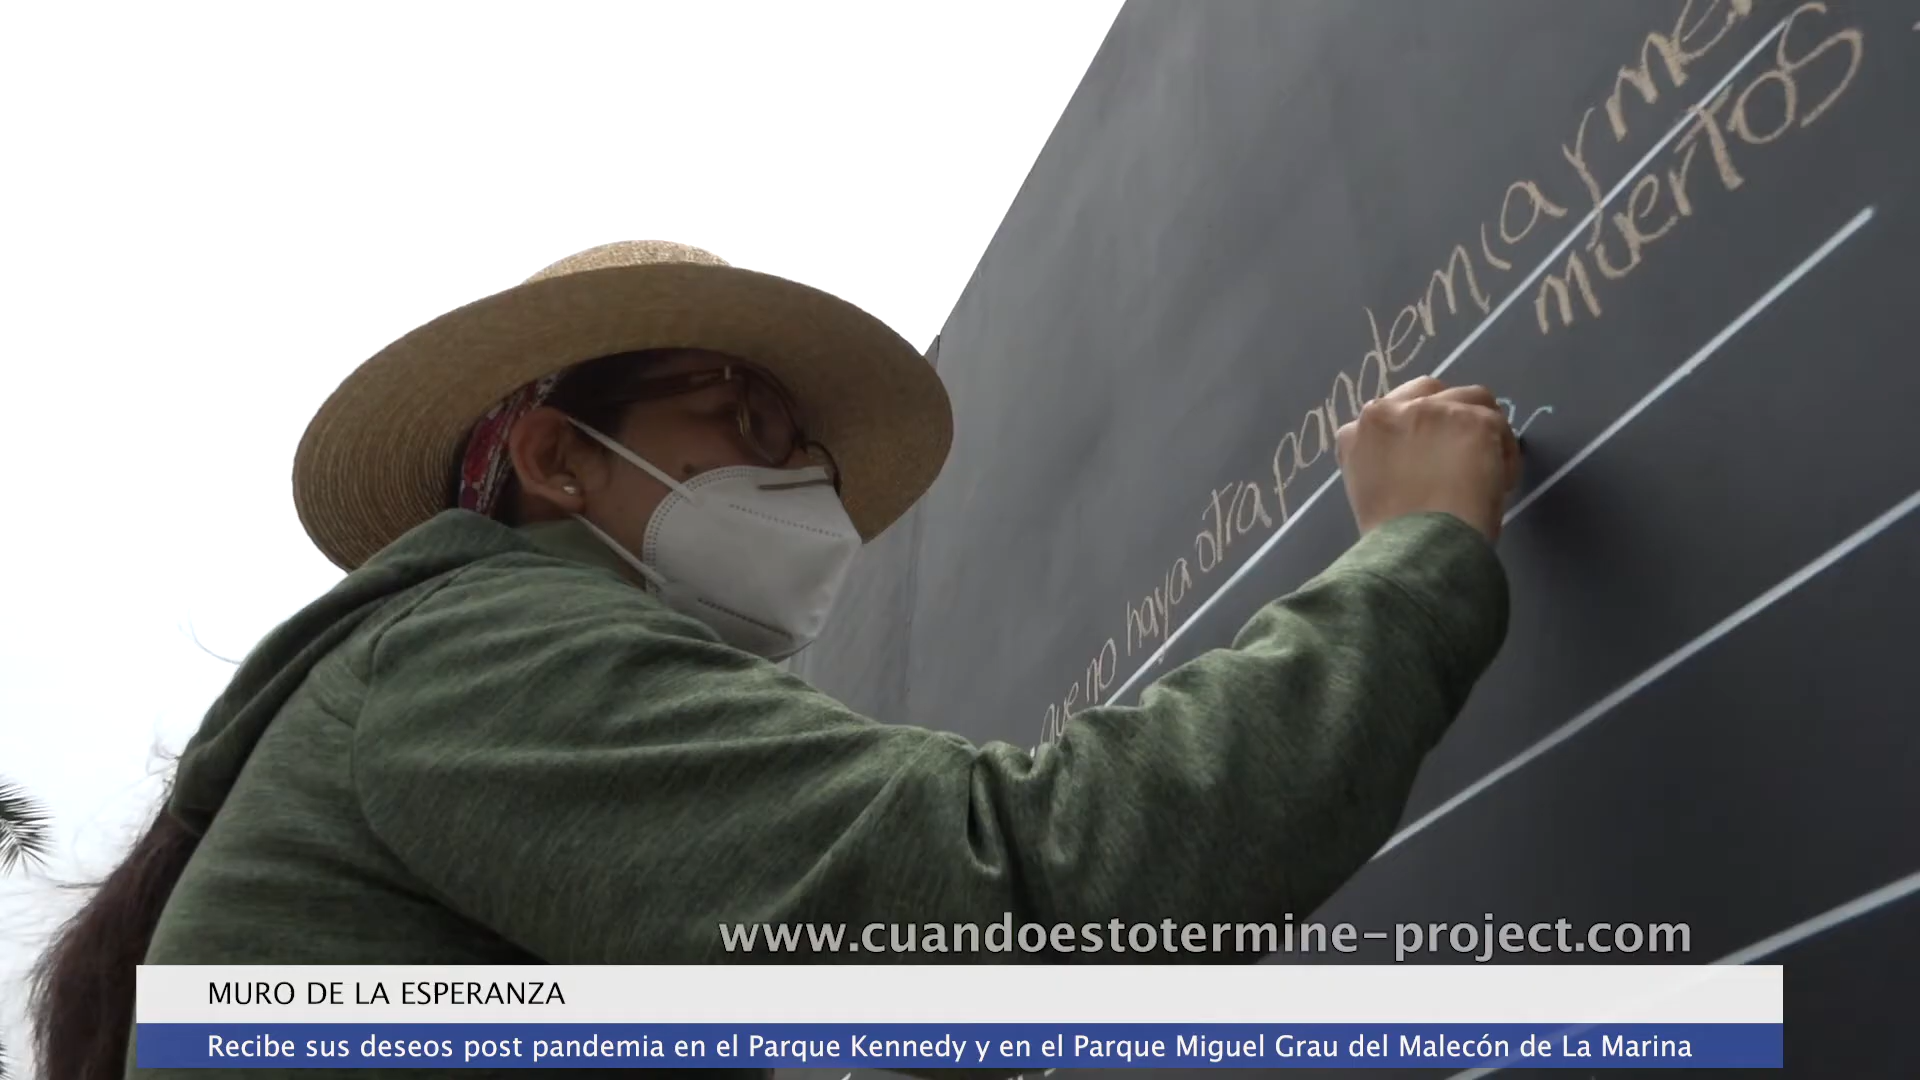 que no haya otra pandemia y men
muertos
www.cuandoestotermine-project.com
MURO DE LA ESPERANZA
Recibe sus deseos post pandemia en el Parque Kennedy y en el Parque Miguel Grau del Malecón de La Marina